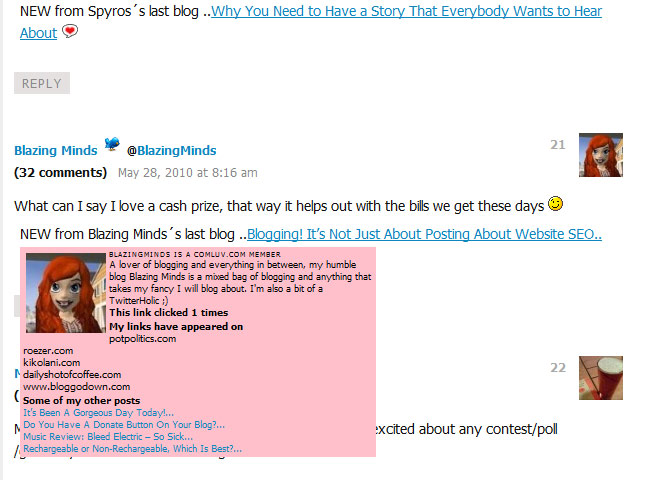 NEW from Spyros´s last blog ..Why You Need to Have a Story That Everybody Wants to Hear
About
REPLY
21
Blazing Minds @BlazingMinds
(32 comments) May 28, 2010 at 8:16 am
What can I say I love a cash prize, that way it helps out with the bills we get these days
NEW from Blazing Minds´s last blog ..Blogging! It's Not Just About Posting About Website SEO..
BLAZINGMINDS IS A COMLUV.COM MEMBER
A lover of blogging and everything in between, my humble
blog Blazing Minds is a mixed bag of blogging and anything that
takes my fancy I will blog about. I'm also a bit of a
TwitterHolic ;)
This link clicked 1 times
My links have appeared on
potpolitics.com
roezer.com
kikolani.com
dailyshotofcoffee.com
www.bloggodown.com
Some of my other posts
It's Been A Gorgeous Day Today!...
Do You Have A Donate Button On Your Blog?...
Music Review: Bleed Electric – So Sick...
Rechargeable or Non-Rechargeable, Which Is Best?...
22
excited about any contest/poll